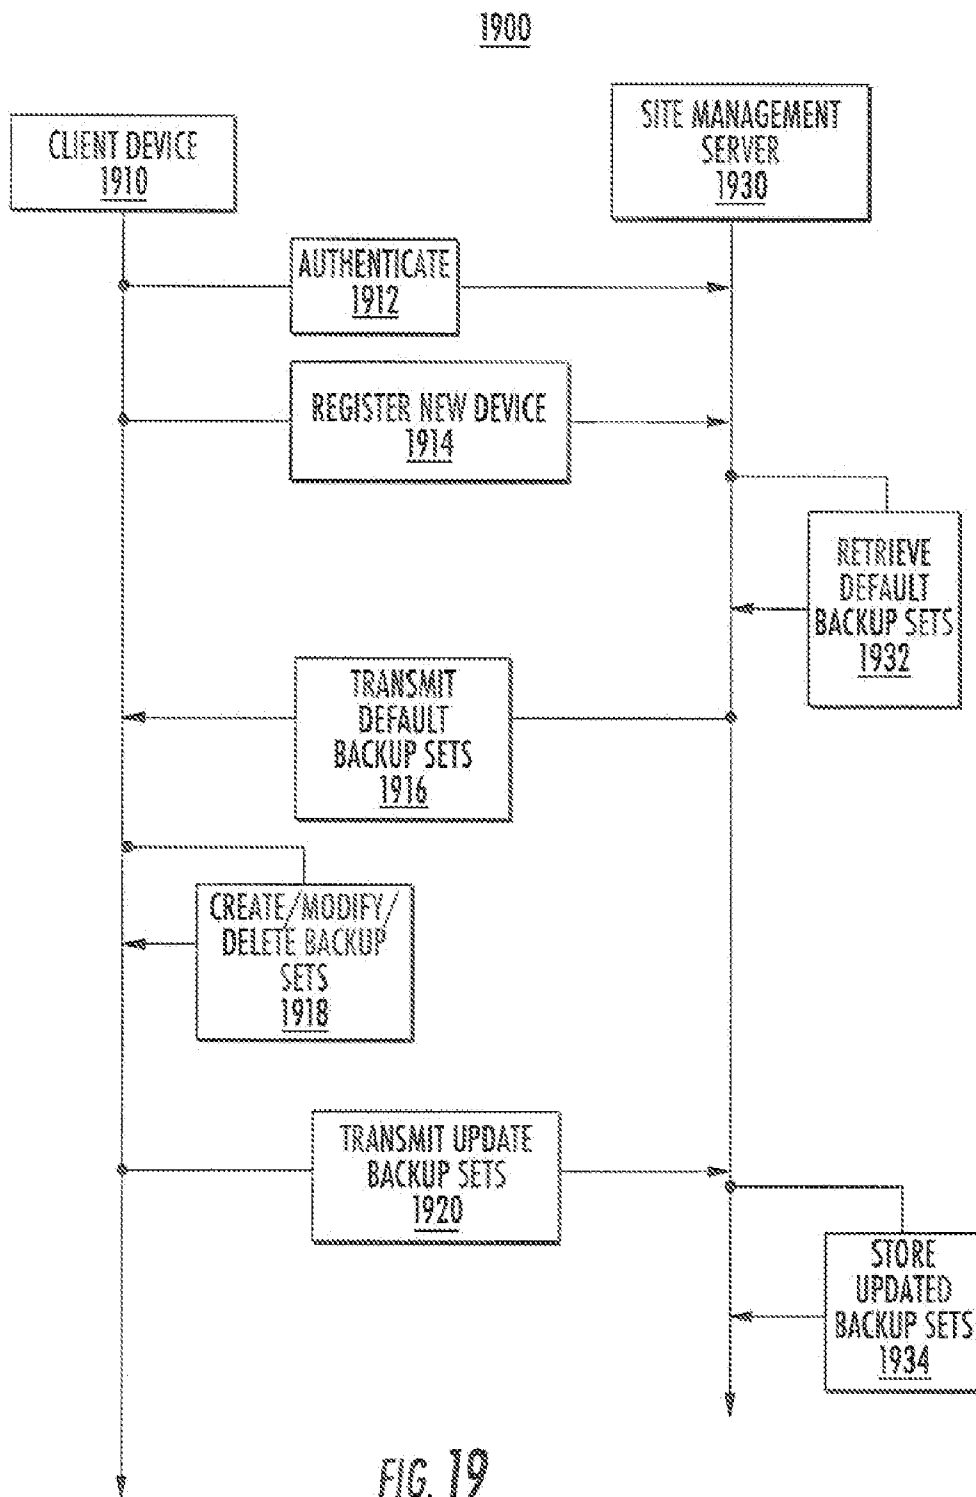 1900
CLIENT DEVICE
1910
SITE MANAGEMENT
SERVER
1930
AUTHENTICATE
1912
REGISTER NEW DEVICE
1914
RETRIEVE
DEFAULT
BACKUP SETS
1932
TRANSMIT
DEFAULT
BACKUP SETS
1916
CREATE/MODIFY/
DELETE BACKUP
SETS
1918
TRANSMIT UPDATE
BACKUP SETS
1920
STORE
UPDATED
BACKUP SETS
1934
FIG. 19